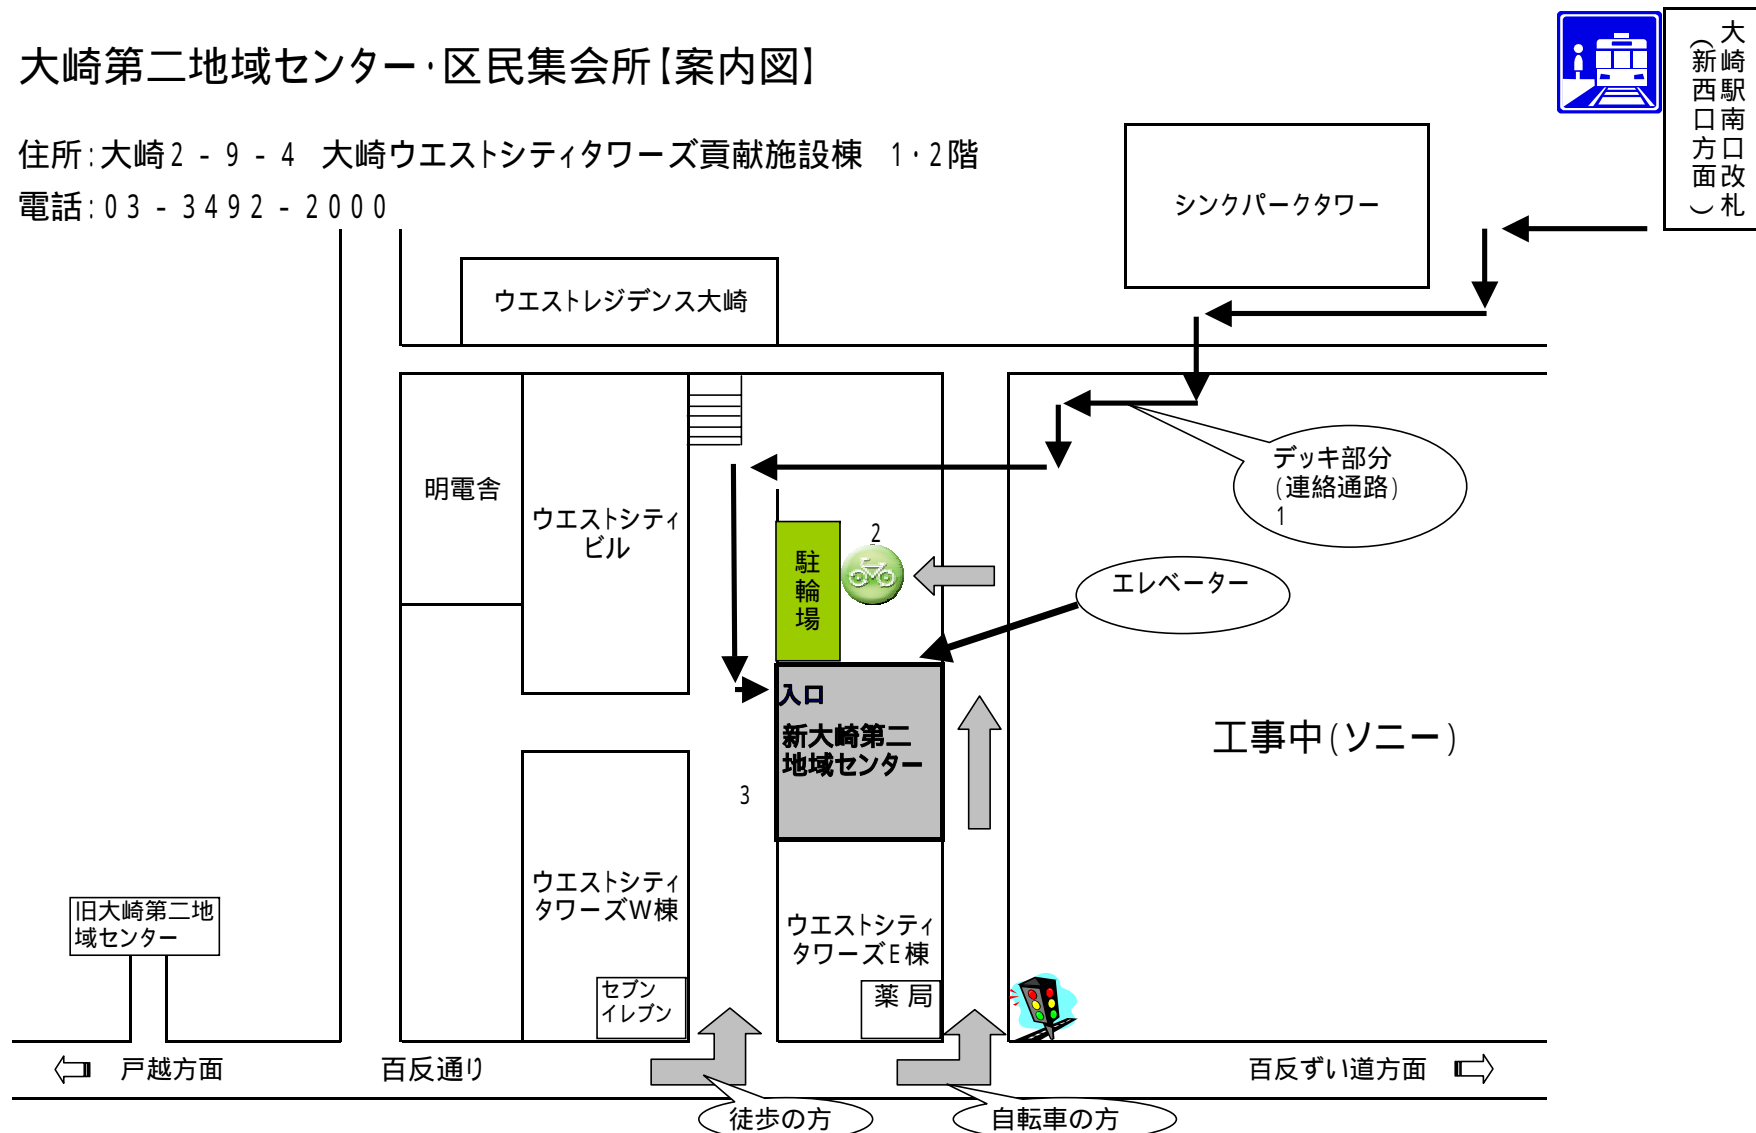 大崎第二地域センター・区民集会所【案内図】
住所:大崎2-9-4 大崎ウエストシティタワーズ貢献施設棟 1・2階
電話:03-3492-2000
大崎駅南口改札
(新西口方面)
シンクパークタワー
ウエストレジデンス大崎
明電舎
ウエストシティ
ビル
デッキ部分
(連絡通路)
1
2
駐輪場
エレベーター
入口
新大崎第二
地域センター
3
工事中(ソニー)
ウエストシティ
タワーズW棟
ウエストシティ
タワーズE棟
旧大崎第二地
域センター
セブン
イレブン
薬局
戸越方面
百反通り
百反ずい道方面
徒歩の方
自転車の方